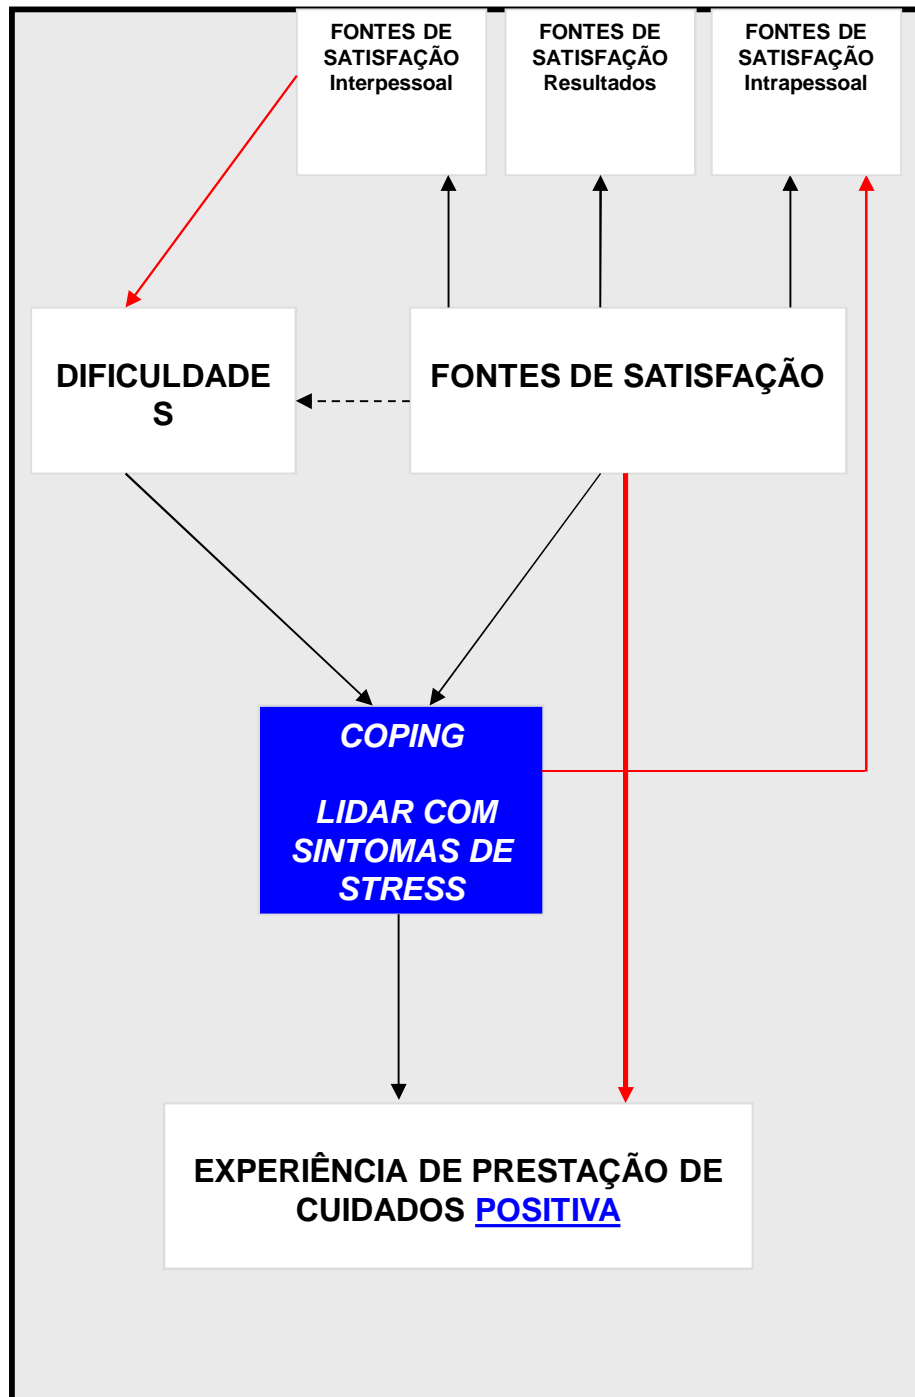 FONTES DE
SATISFAÇÃO
Interpessoal
FONTES DE
SATISFAÇÃO
Resultados
FONTES DE
SATISFAÇÃO
Intrapessoal
DIFICULDADE
S
FONTES DE SATISFAÇÃO
COPING
LIDAR COM
SINTOMAS DE
STRESS
EXPERIÊNCIA DE PRESTAÇÃO DE
CUIDADOS POSITIVA